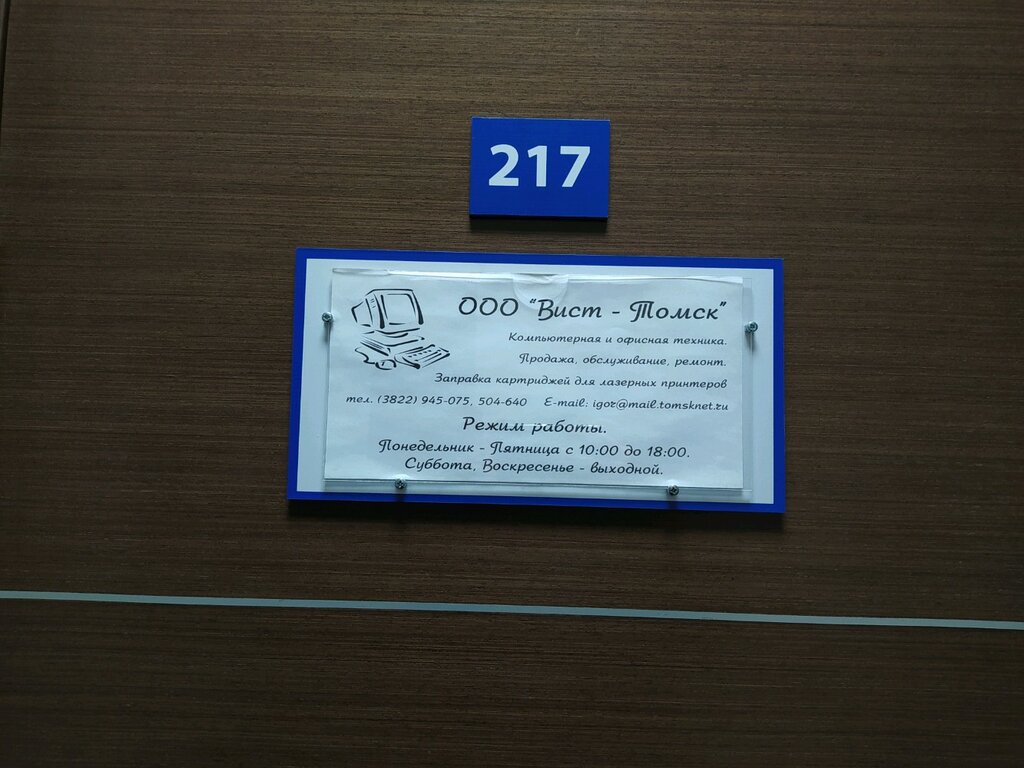 217
ООО "Вист - Томск"
Компьютерная и офисная техника.
Продажа, обслуживание, ремонт.
Заправка картриджей для лазерных принтеров
тел. (3822) 945-075, 504-640 E-mail: igor@mail.tomsknet.ru
Режим работы.
Понедельник - Пятница с 10:00 до 18:00.
Суббота, Воскресенье - выходной.